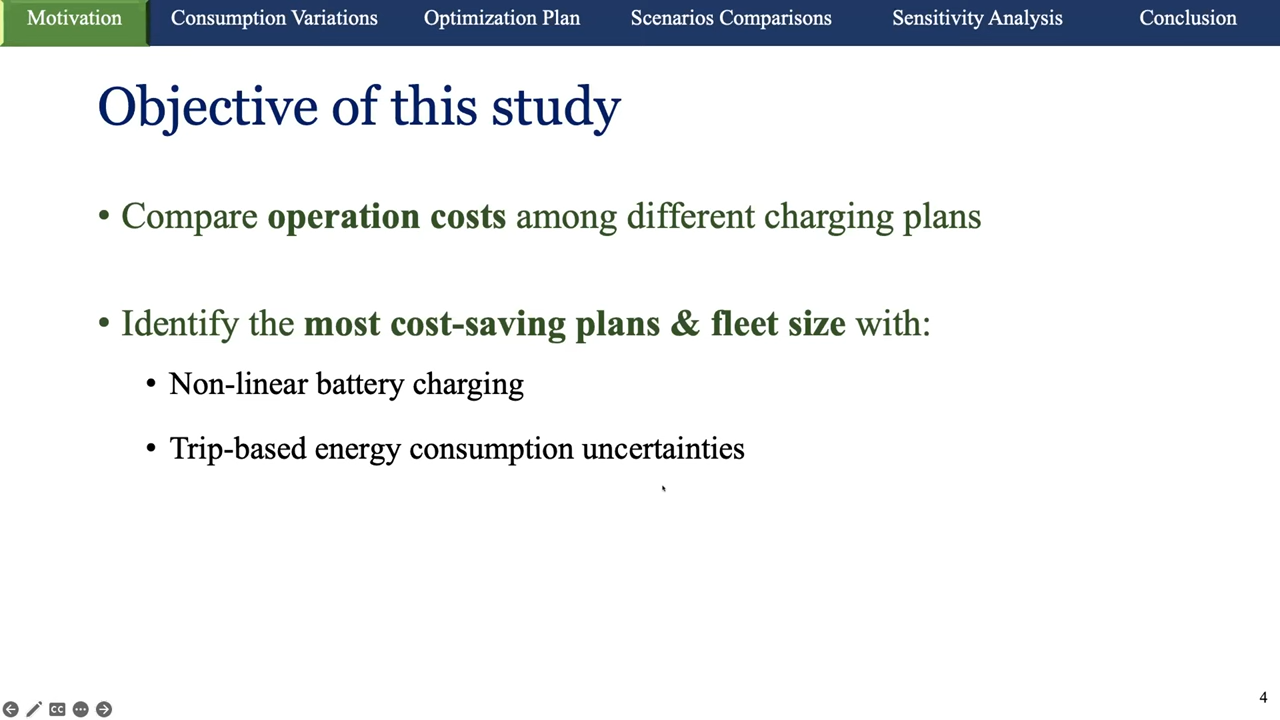 Motivation Consumption Variations Optimization Plan Scenarios Comparisons Sensitivity Analysis Conclusion
Objective of this study
• Compare operation costs among different charging plans
• Identify the most cost-saving plans & fleet size with:
• Non-linear battery charging
• Trip-based energy consumption uncertainties
4
CC